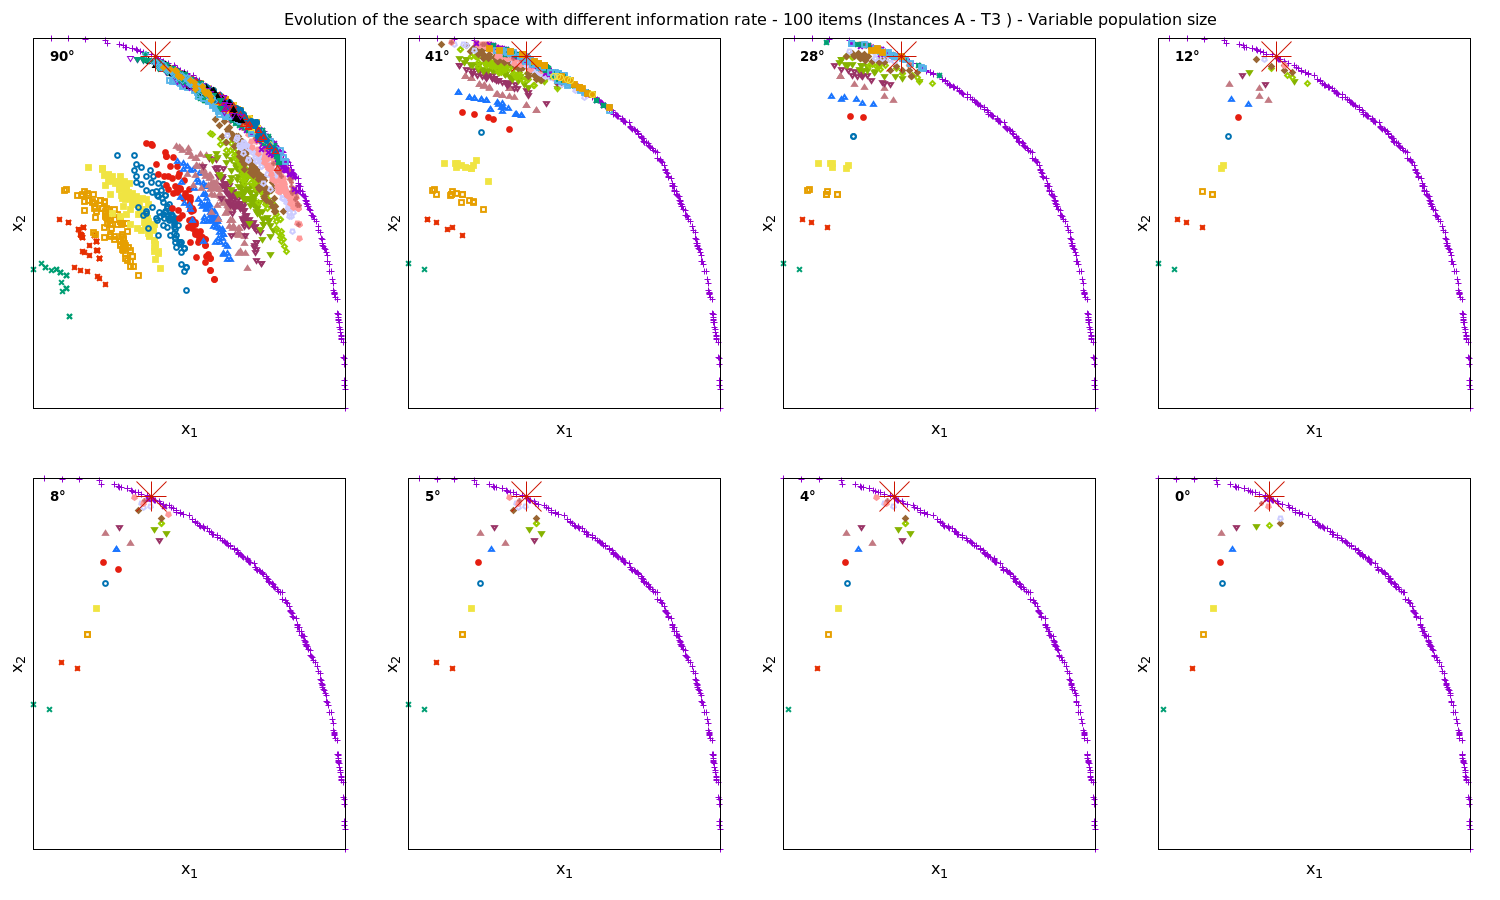 Evolution of the search space with different information rate - 100 items (Instances A - T3 ) - Variable population size
90°
41°
28°
12°
x2
x2
x2
x2
x1
x1
x1
x1
8°
5°
4°
0°
x2
x2
x2
x2
x1
x1
x1
x1